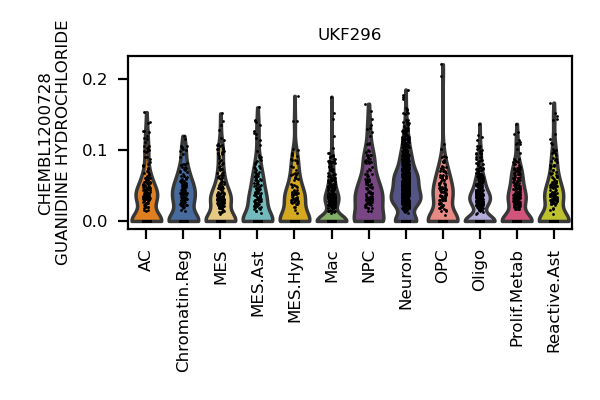 UKF296
CHEMBL1200728
GUANIDINE HYDROCHLORIDE
0.2
0.1
0.0
AC
Chromatin.Reg
MES
MES.Ast
MES.Hyp
Mac
NPC
Neuron
OPC
Oligo
Prolif.Metab
Reactive.Ast